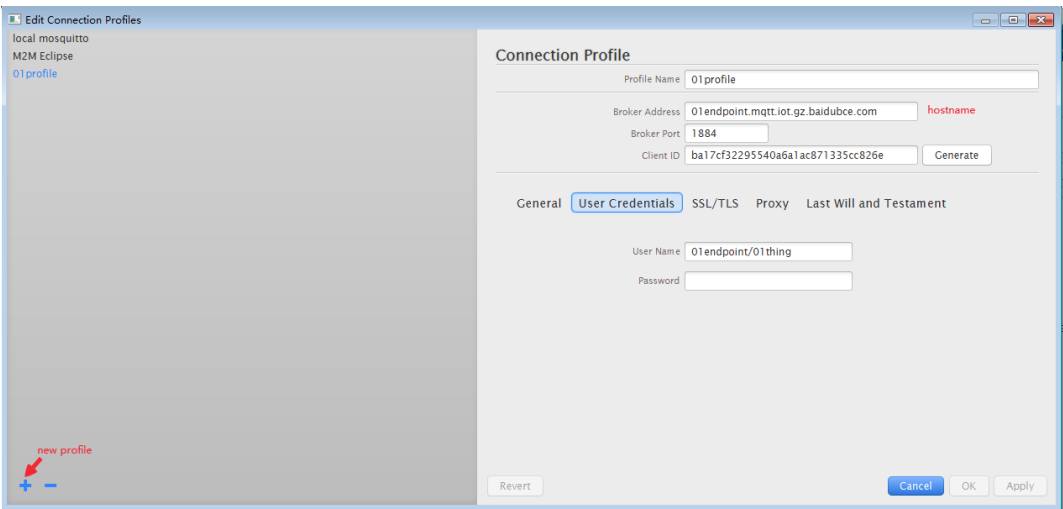 Edit Connection Profiles
local mosquitto
M2M Eclipse
01profile
new profile
Connection Profile
Profile Name 01profile
Broker Address 01endpoint.mqtt.iot.gz.baidubce.com hostname
Broker Port 1884
Client ID ba17cf32295540a6a1ac871335cc826e Generate
General User Credentials SSL/TLS Proxy Last Will and Testament
User Name 01endpoint/01thing
Password
Revert Cancel OK Apply